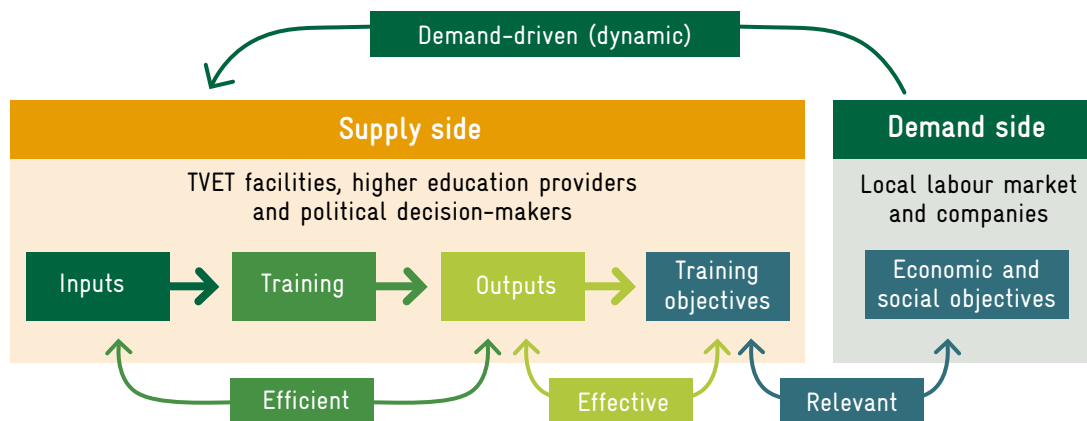 Demand-driven (dynamic)
Supply side
Demand side
TVET facilities, higher education providers
and political decision-makers
Local labour market
and companies
Inputs
Training
Outputs
Training
objectives
Economic and
social objectives
Efficient
Effective
Relevant